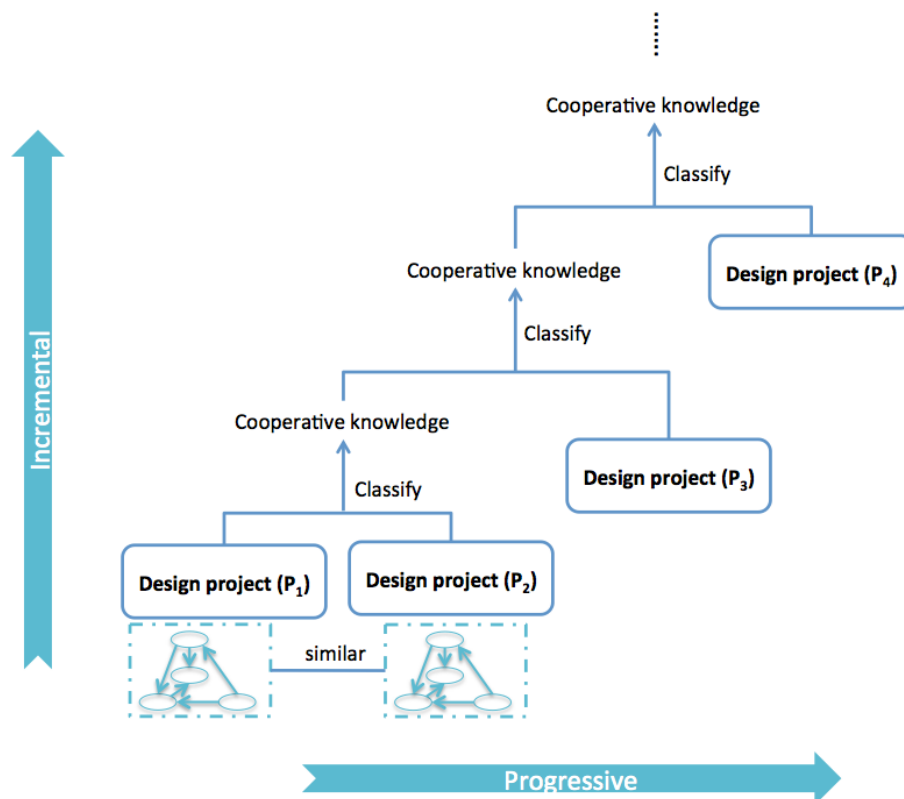 Cooperative knowledge
Classify
Design project (P₄)
Cooperative knowledge
Classify
Incremental
Cooperative knowledge
Design project (P₃)
Classify
Design project (P₁)
Design project (P₂)
similar
Progressive